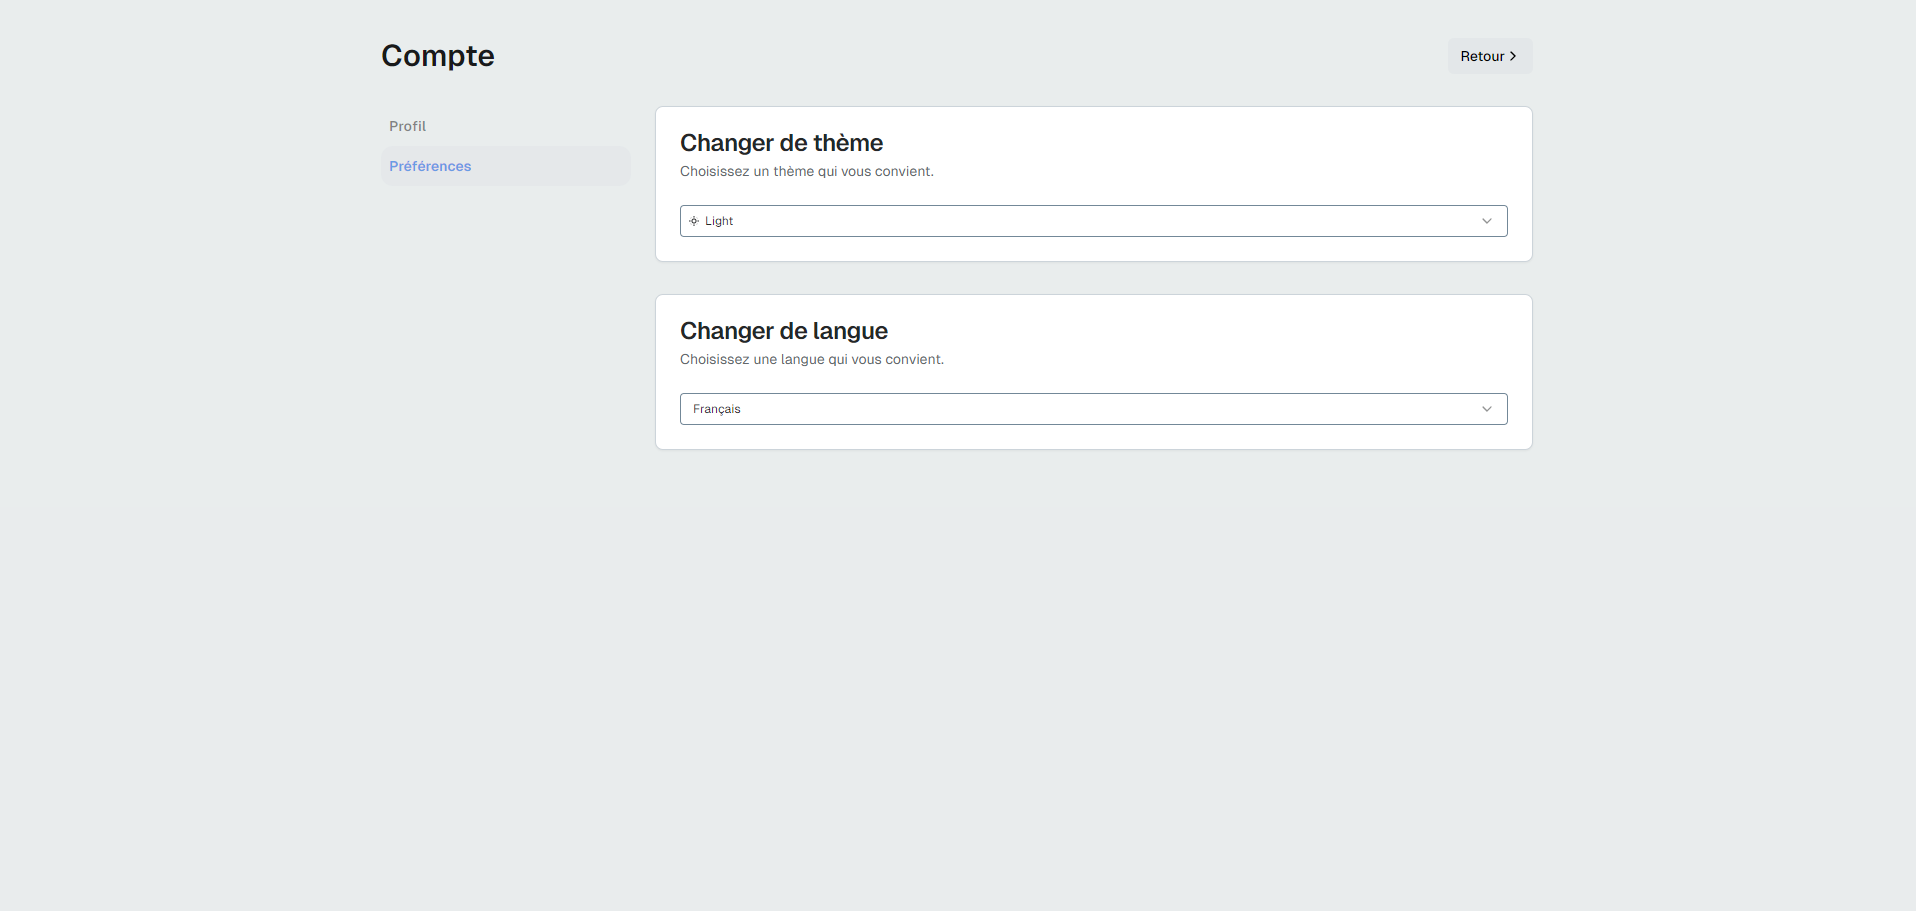 Compte
Retour
Profil
Préférences
Changer de thème
Choisissez un thème qui vous convient.
Light
Changer de langue
Choisissez une langue qui vous convient.
Français